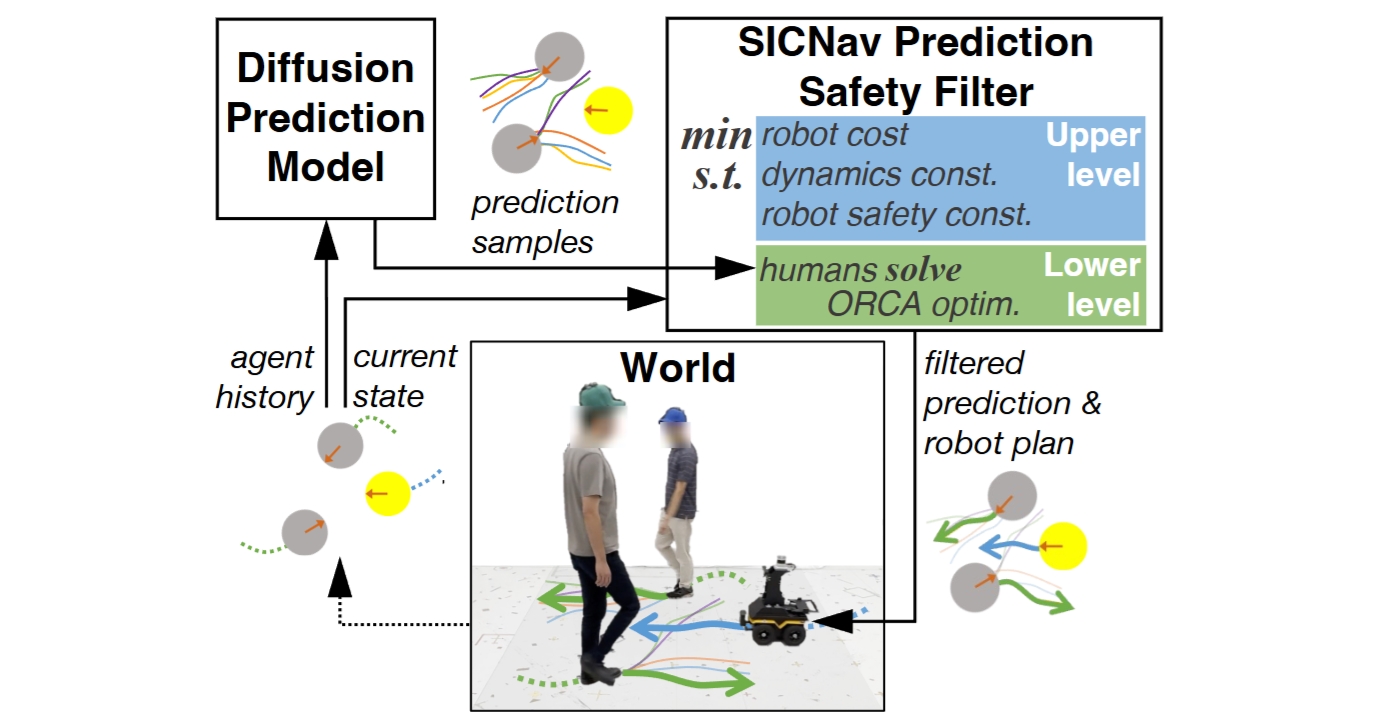 Diffusion
Prediction
Model
prediction
samples
SICNav Prediction
Safety Filter
min robot cost
s.t. dynamics const.
robot safety const.
Upper
level
humans solve
ORCA optim.
Lower
level
agent
history
current
state
World
filtered
prediction &
robot plan